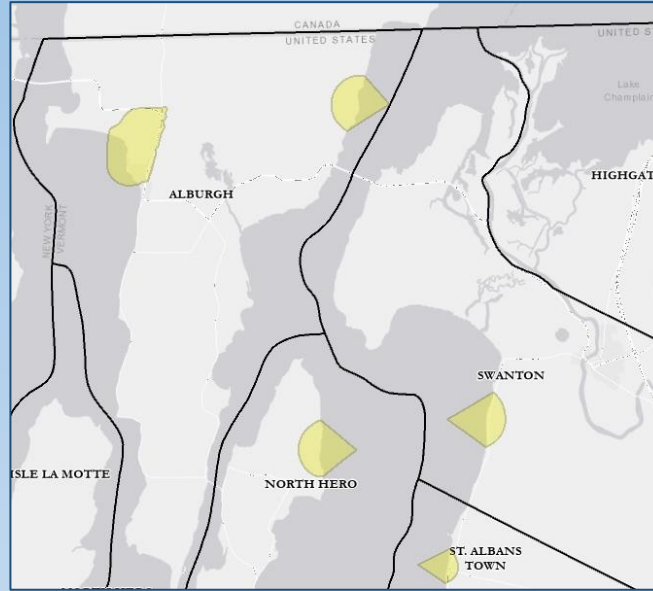 CANADA
UNITED STATES
UNITED S
Lake
Champlain
HIGHGAT
ALBURGH
NEW YORK
VERMONT
SWANTON
ISLE LA MOTTE
NORTH HERO
ST. ALBANS
TOWN